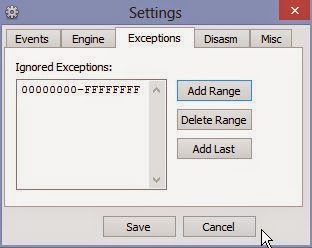 Settings
Events Engine Exceptions Disasm Misc
Ignored Exceptions:
00000000-FFFFFFFF
Add Range
Delete Range
Add Last
Save Cancel